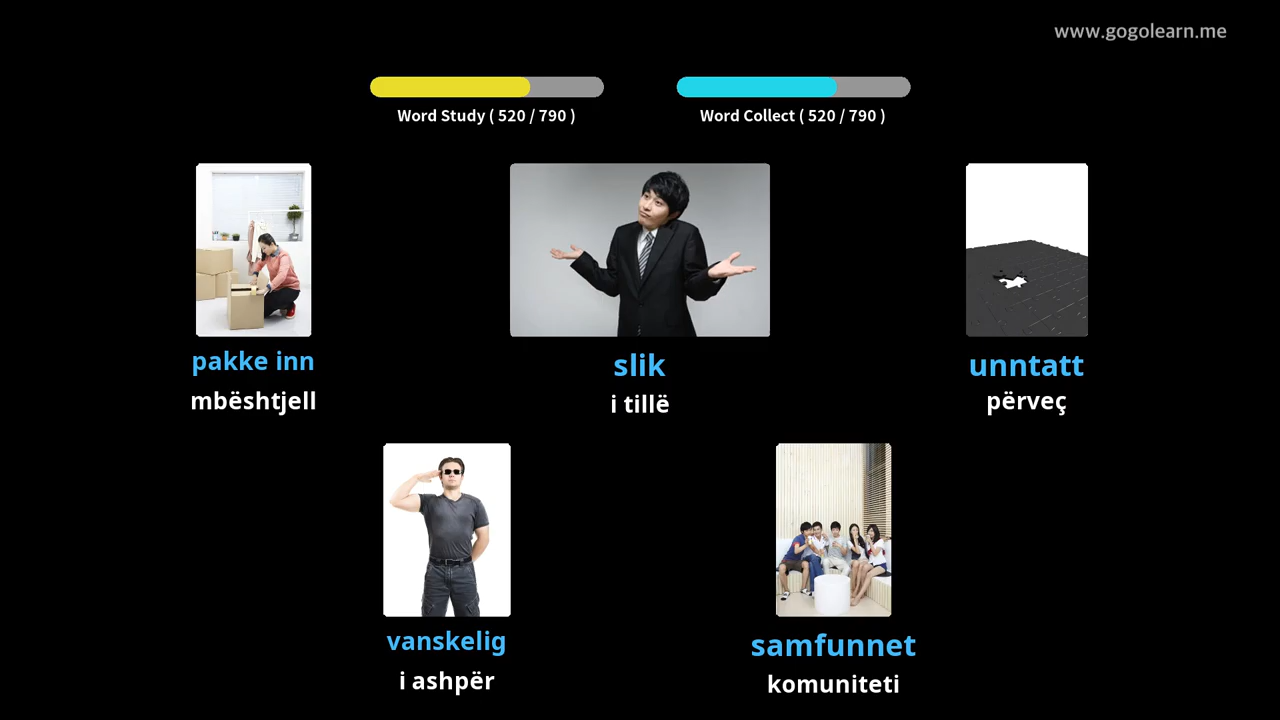 www.gogolearn.me
Word Study ( 520 / 790 )
Word Collect ( 520 / 790 )
pakke inn
mbështjell
slik
i tillë
unntatt
përveç
vanskelig
i ashpër
samfunnet
komuniteti